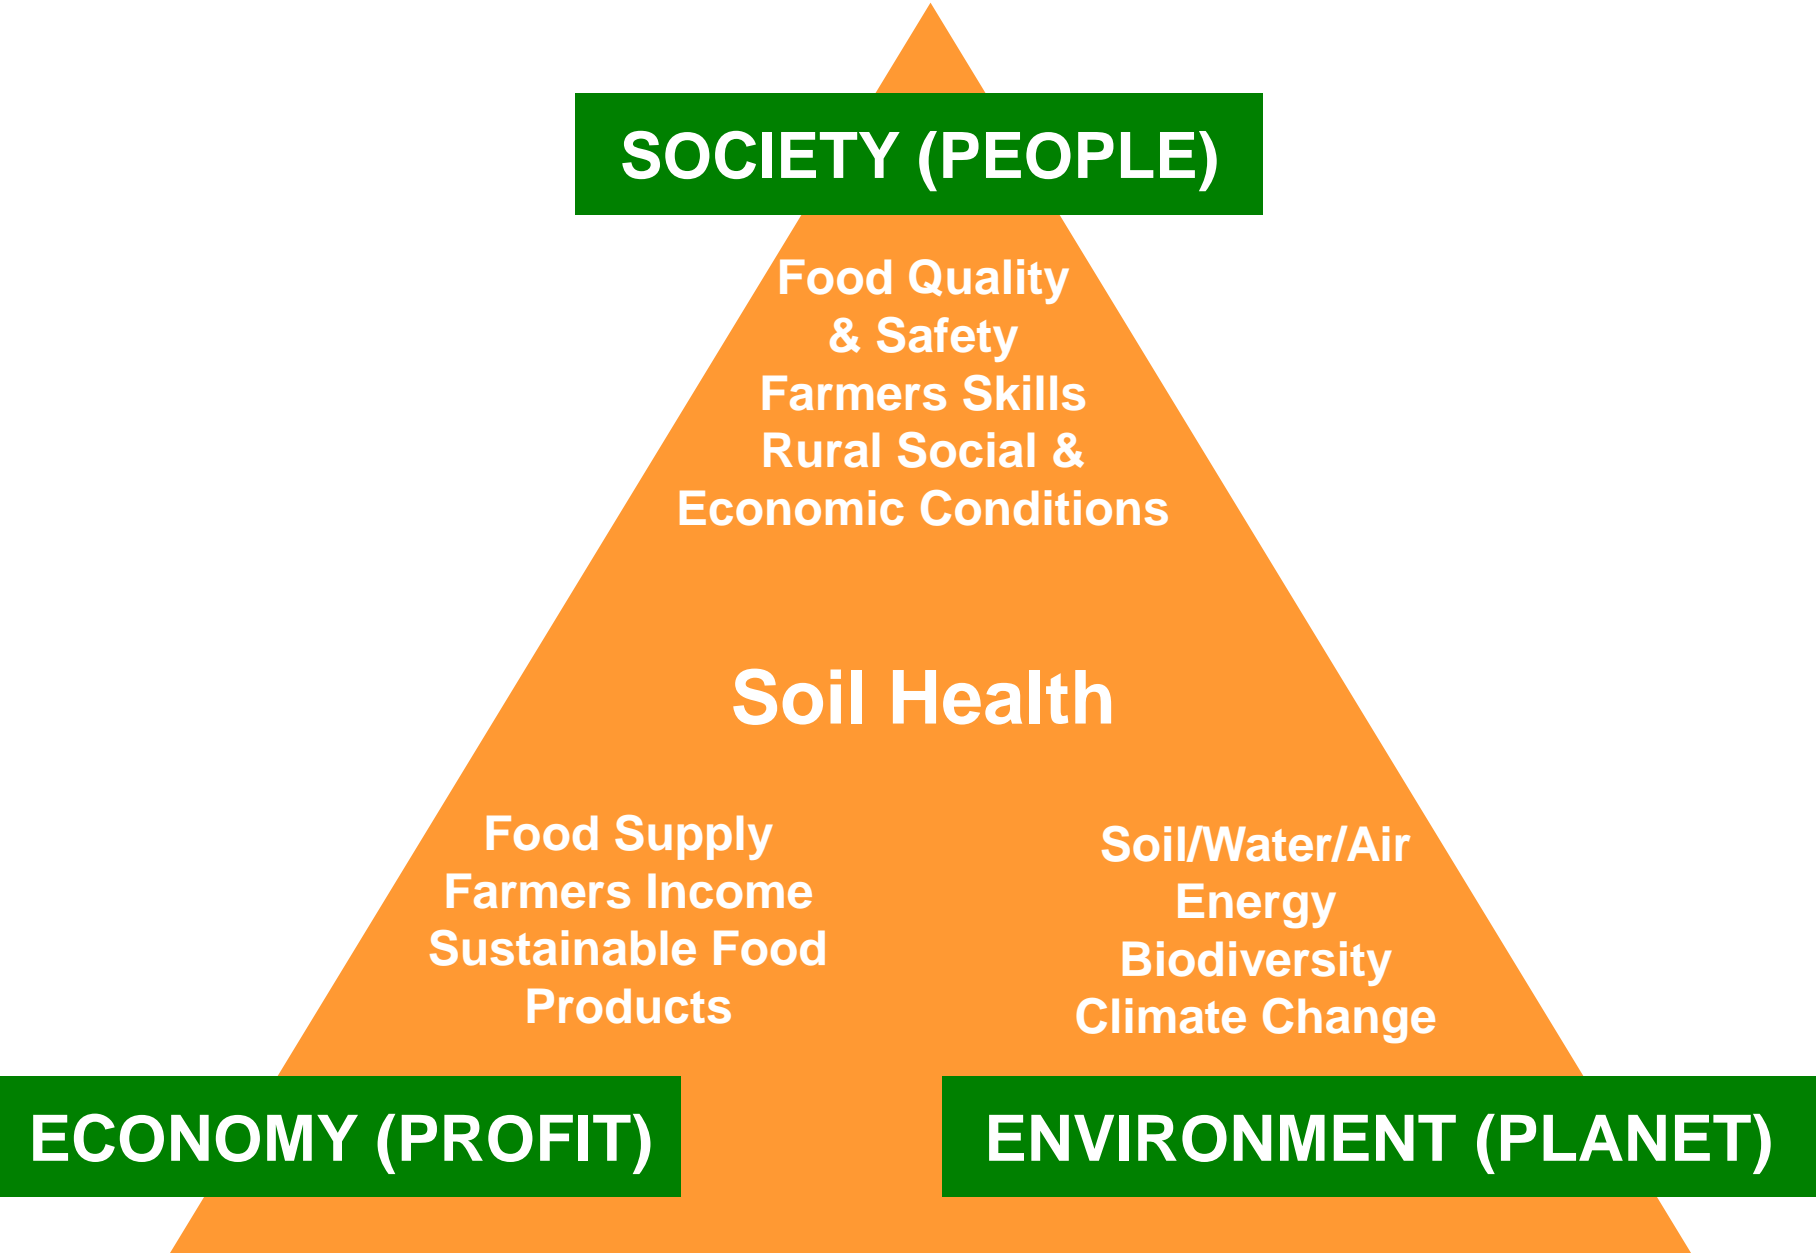 SOCIETY (PEOPLE)
Food Quality
& Safety
Farmers Skills
Rural Social &
Economic Conditions
Soil Health
Food Supply
Farmers Income
Sustainable Food
Products
Soil/Water/Air
Energy
Biodiversity
Climate Change
ECONOMY (PROFIT)
ENVIRONMENT (PLANET)